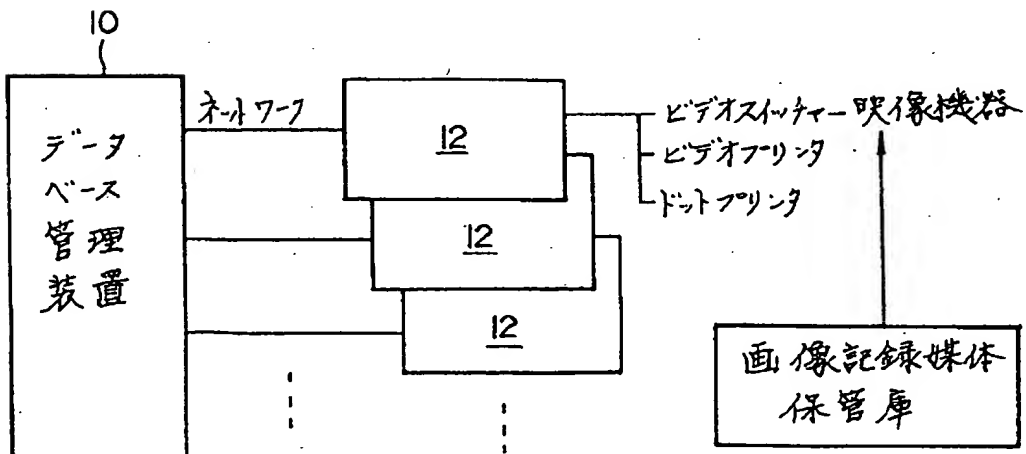 10
データ
ベース
管理
装置
ネットワーク
12
12
12
ビデオスイッチャー映像機器
ビデオプリンタ
ドットプリンタ
画像記録媒体
保管庫